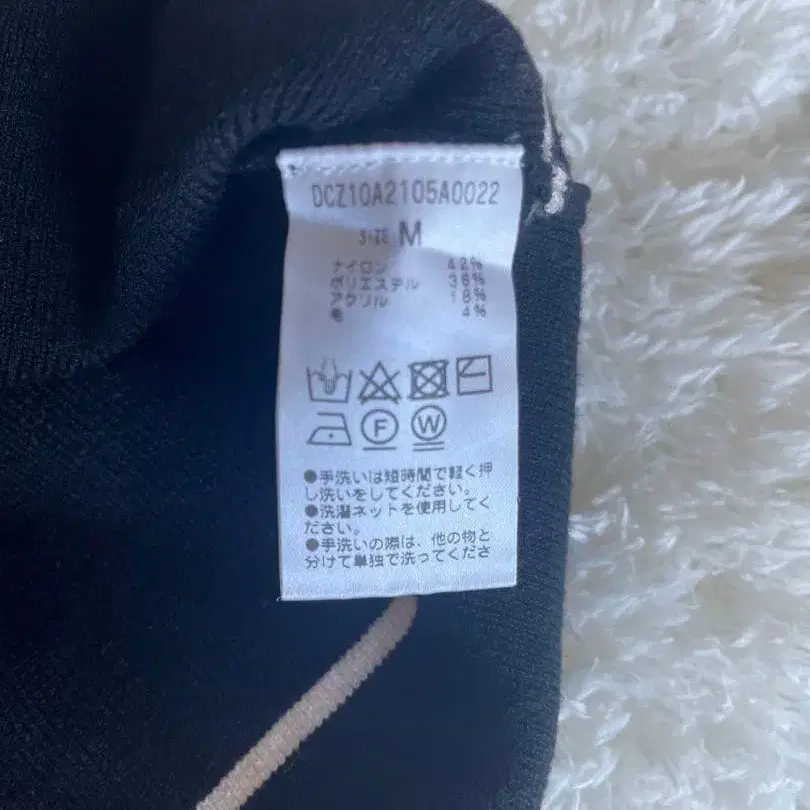 DCZ10A2105A0022
SIZE M
ナイロン 42%
ポリエステル 36%
アクリル 18%
毛 4%
F W
●手洗いは短時間で軽く押
し洗いをしてください。
●洗濯ネットを使用してく
ださい。
●手洗いの際は、他の物と
分けて単独で洗ってくださ